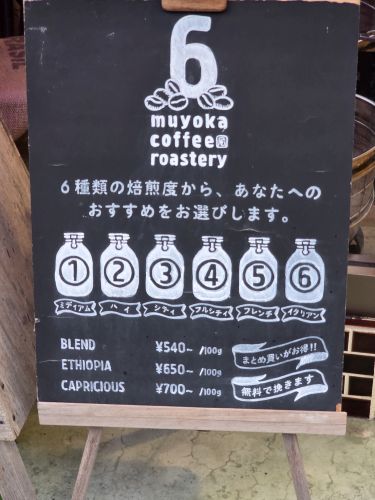 6
muyoka
coffee
roastery
6種類の焙煎度から、あなたへの
おすすめをお選びします。
1 2 3 4 5 6
ミディアム ハイ シティ フルシティ フレンチ イタリアン
BLEND ¥540~ /100g
ETHIOPIA ¥650~ /100g
CAPRICIOUS ¥700~ /100g
まとめ買いがお得!!
無料で挽きます